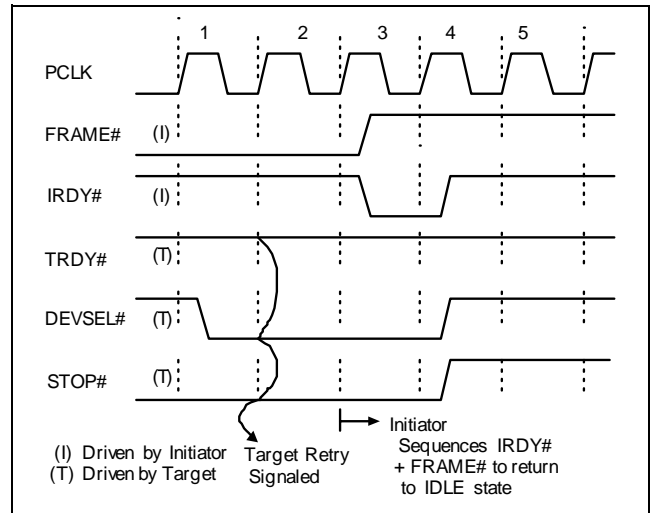 1 2 3 4 5
PCLK
FRAME# (I)
IRDY# (I)
TRDY# (T)
DEVSEL# (T)
STOP# (T)
(I) Driven by Initiator
(T) Driven by Target
Target Retry
Signaled
Initiator
Sequences IRDY#
+ FRAME# to return
to IDLE state